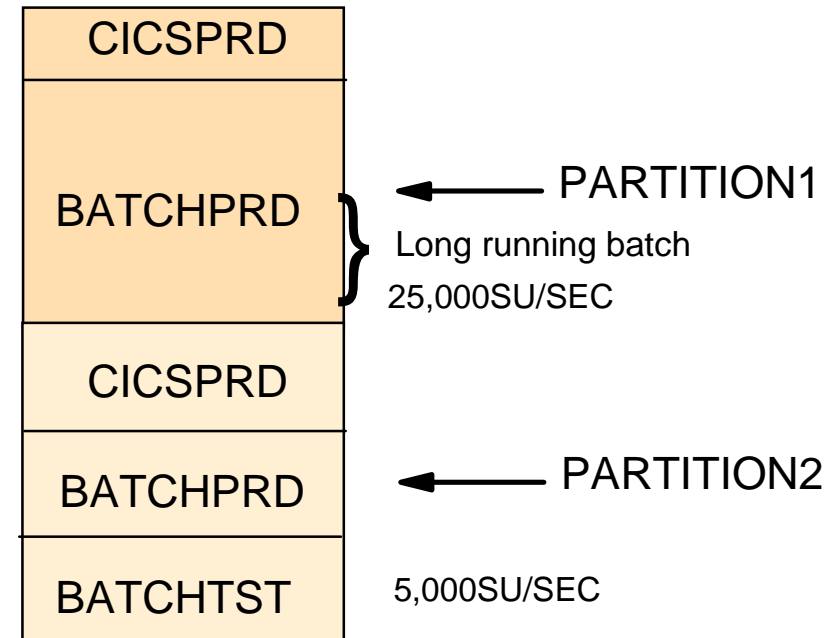 CICSPRD
BATCHPRD
PARTITION1
Long running batch
25,000SU/SEC
CICSPRD
BATCHPRD
PARTITION2
BATCHTST
5,000SU/SEC